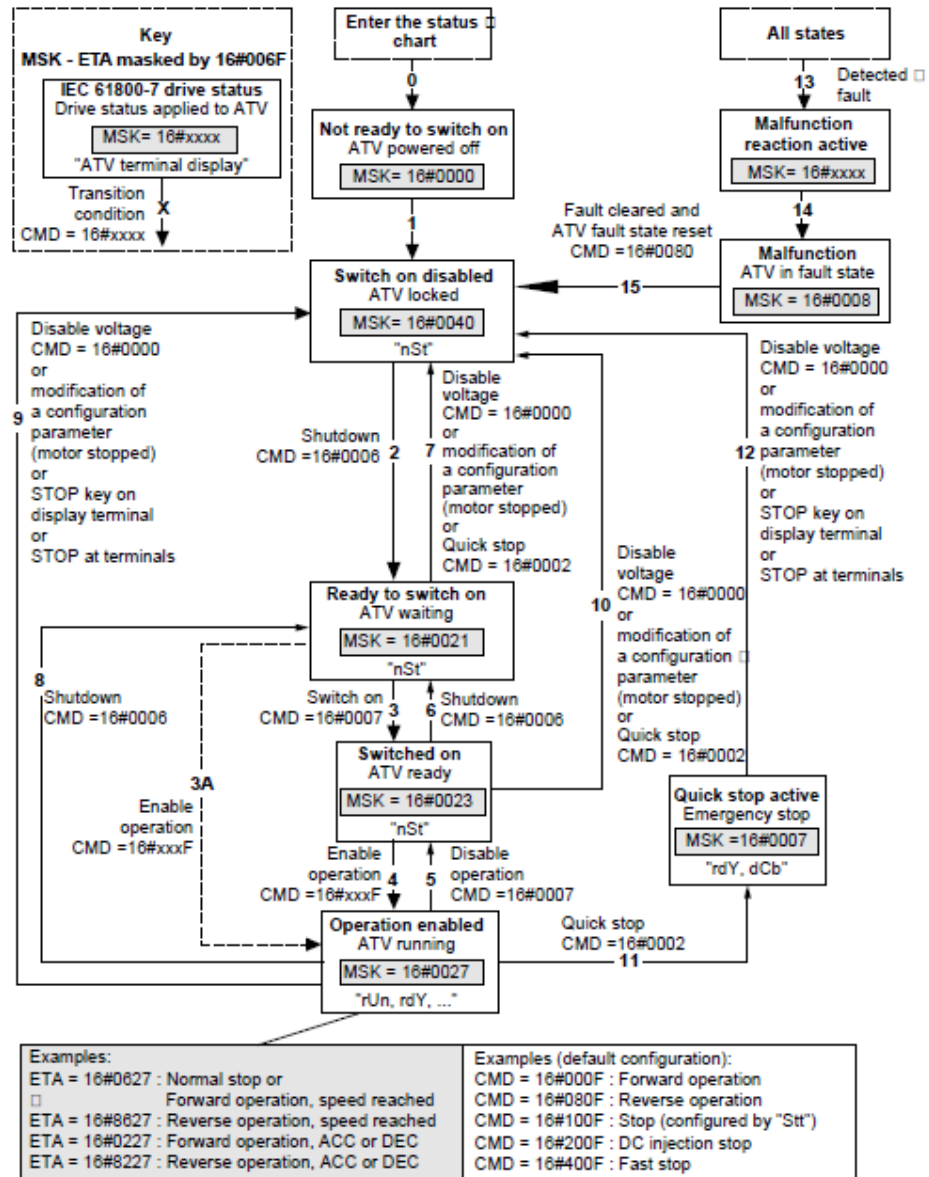 Key
MSK - ETA masked by 16#006F
IEC 61800-7 drive status
Drive status applied to ATV
MSK= 16#xxxx
"ATV terminal display"
Transition
condition
CMD = 16#xxxx
X
Enter the status
chart
0
Not ready to switch on
ATV powered off
MSK= 16#0000
1
All states
13
Detected
fault
Malfunction
reaction active
MSK= 16#xxxx
14
Malfunction
ATV in fault state
MSK = 16#0008
Fault cleared and
ATV fault state reset
CMD =16#0080
15
Switch on disabled
ATV locked
MSK= 16#0040
"nSt"
9
Disable voltage
CMD = 16#0000
or
modification of
a configuration
parameter
(motor stopped)
or
STOP key on
display terminal
or
STOP at terminals
Shutdown
CMD =16#0006
2
7
Disable
voltage
CMD = 16#0000
or
modification of
a configuration
parameter
(motor stopped)
or
Quick stop
CMD = 16#0002
12
Disable voltage
CMD = 16#0000
or
modification of
a configuration
parameter
(motor stopped)
or
STOP key on
display terminal
or
STOP at terminals
10
Disable
voltage
CMD = 16#0000
or
modification of
a configuration
parameter
(motor stopped)
or
Quick stop
CMD = 16#0002
Ready to switch on
ATV waiting
MSK = 16#0021
"nSt"
8
Shutdown
CMD =16#0006
Switch on
CMD =16#0007
3
6
Shutdown
CMD =16#0006
3A
Enable
operation
CMD =16#xxxF
Switched on
ATV ready
MSK = 16#0023
"nSt"
Quick stop active
Emergency stop
MSK =16#0007
"rdY, dCb"
Enable
operation
CMD =16#xxxF
4
5
Disable
operation
CMD =16#0007
Operation enabled
ATV running
MSK = 16#0027
"rUn, rdY, ..."
Quick stop
CMD =16#0002
11
Examples:
ETA = 16#0627 : Normal stop or
Forward operation, speed reached
ETA = 16#8627 : Reverse operation, speed reached
ETA = 16#0227 : Forward operation, ACC or DEC
ETA = 16#8227 : Reverse operation, ACC or DEC
Examples (default configuration):
CMD = 16#000F : Forward operation
CMD = 16#080F : Reverse operation
CMD = 16#100F : Stop (configured by "Stt")
CMD = 16#200F : DC injection stop
CMD = 16#400F : Fast stop